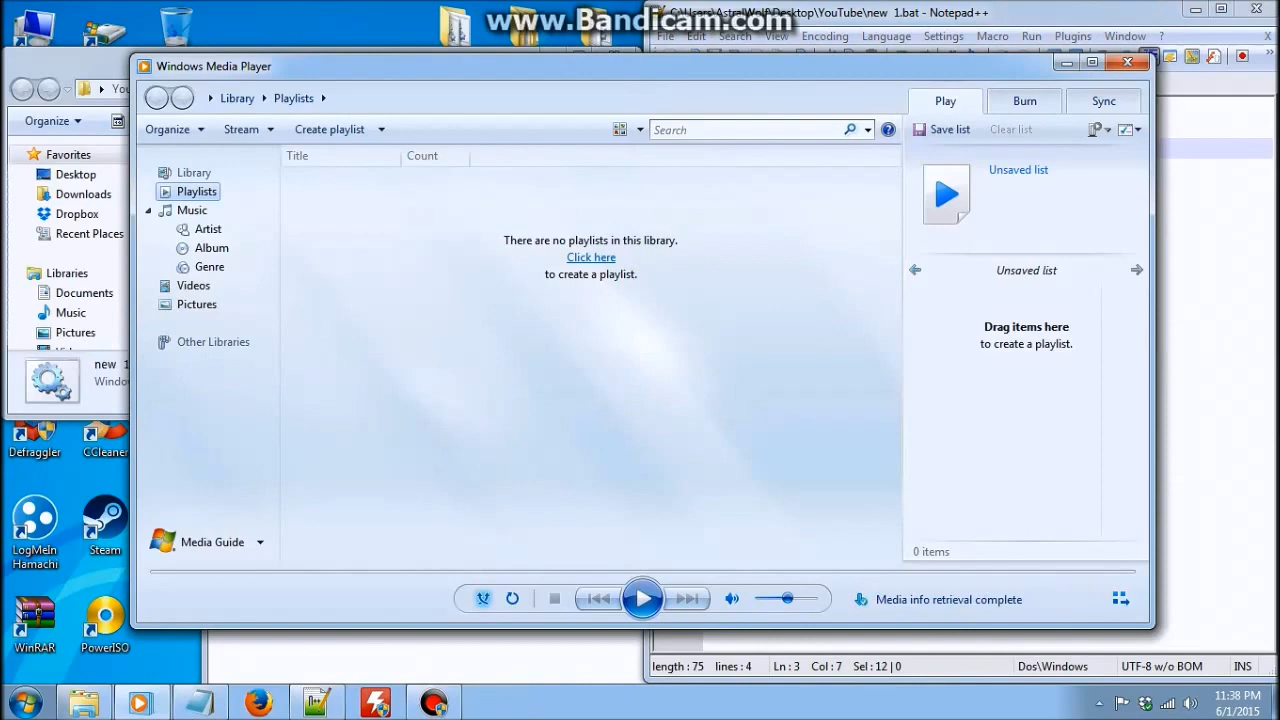 www.Bandicam.com
C:\Users\AstralWolf\Desktop\YouTube\new 1.bat - Notepad++
File Edit Search View Encoding Language Settings Macro Run Plugins Window X
Windows Media Player
Library Playlists
Play Burn Sync
Organize Stream Create playlist
Search
Save list Clear list
Title Count
Unsaved list
Library
Playlists
Music
Artist
Album
Genre
Videos
Pictures
Other Libraries
There are no playlists in this library.
Click here
to create a playlist.
Unsaved list
Drag items here
to create a playlist.
0 items
Media Guide
Media info retrieval complete
You
Organize
Favorites
Desktop
Downloads
Dropbox
Recent Places
Libraries
Documents
Music
Pictures
new 1
Windo
Defraggler CCleaner
LogMeIn Hamachi
Steam
WinRAR PowerISO
length : 75 lines : 4 Ln : 3 Col : 7 Sel : 12 | 0 Dos\Windows UTF-8 w/o BOM INS
11:38 PM
6/1/2015